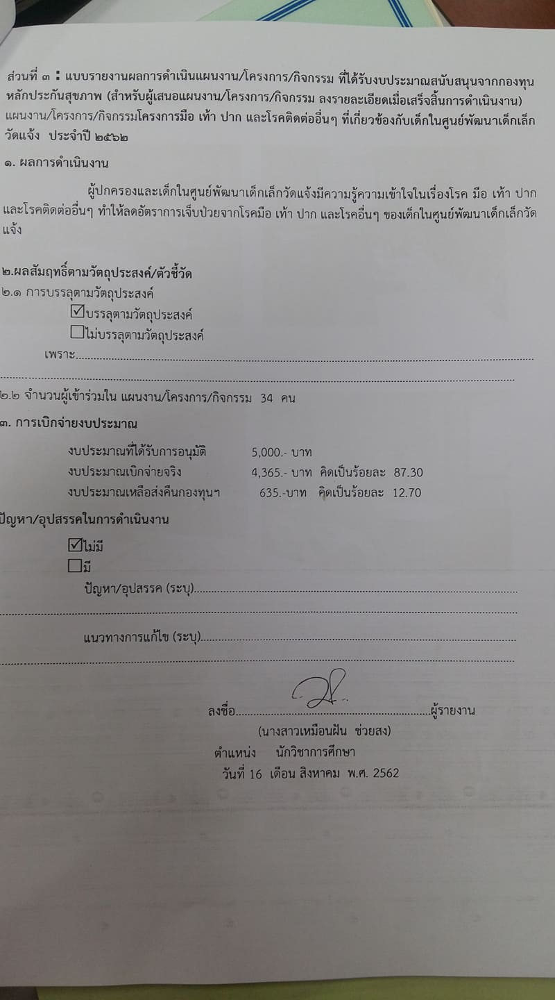 ส่วนที่ ๓ : แบบรายงานผลการดำเนินแผนงาน/โครงการ/กิจกรรม ที่ได้รับงบประมาณสนับสนุนจากกองทุน
หลักประกันสุขภาพ (สำหรับผู้เสนอแผนงาน/โครงการ/กิจกรรม ลงรายละเอียดเมื่อเสร็จสิ้นการดำเนินงาน)
แผนงาน/โครงการ/กิจกรรมโครงการมือ เท้า ปาก และโรคติดต่ออื่นๆ ที่เกี่ยวข้องกับเด็กในศูนย์พัฒนาเด็กเล็ก
วัดแจ้ง ประจำปี ๒๕๖๒
๑. ผลการดำเนินงาน
ผู้ปกครองและเด็กในศูนย์พัฒนาเด็กเล็กวัดแจ้งมีความรู้ความเข้าใจในเรื่องโรค มือ เท้า ปาก
และโรคติดต่ออื่นๆ ทำให้ลดอัตราการเจ็บป่วยจากโรคมือ เท้า ปาก และโรคอื่นๆ ของเด็กในศูนย์พัฒนาเด็กเล็กวัด
แจ้ง
๒.ผลสัมฤทธิ์ตามวัตถุประสงค์/ตัวชี้วัด
๒.๑ การบรรลุตามวัตถุประสงค์
☑บรรลุตามวัตถุประสงค์
☐ไม่บรรลุตามวัตถุประสงค์
เพราะ....................
๒.๒ จำนวนผู้เข้าร่วมใน แผนงาน/โครงการ/กิจกรรม 34 คน
๓. การเบิกจ่ายงบประมาณ
งบประมาณที่ได้รับการอนุมัติ 5,000.- บาท
งบประมาณเบิกจ่ายจริง 4,365.- บาท คิดเป็นร้อยละ 87.30
งบประมาณเหลือส่งคืนกองทุนฯ 635.-บาท คิดเป็นร้อยละ 12.70
ปัญหา/อุปสรรคในการดำเนินงาน
☑ไม่มี
☐มี
ปัญหา/อุปสรรค (ระบุ)....................
แนวทางการแก้ไข (ระบุ)....................
ลงชื่อ....................ผู้รายงาน
(นางสาวเหมือนฝัน ช่วยสง)
ตำแหน่ง นักวิชาการศึกษา
วันที่ 16 เดือน สิงหาคม พ.ศ. 2562